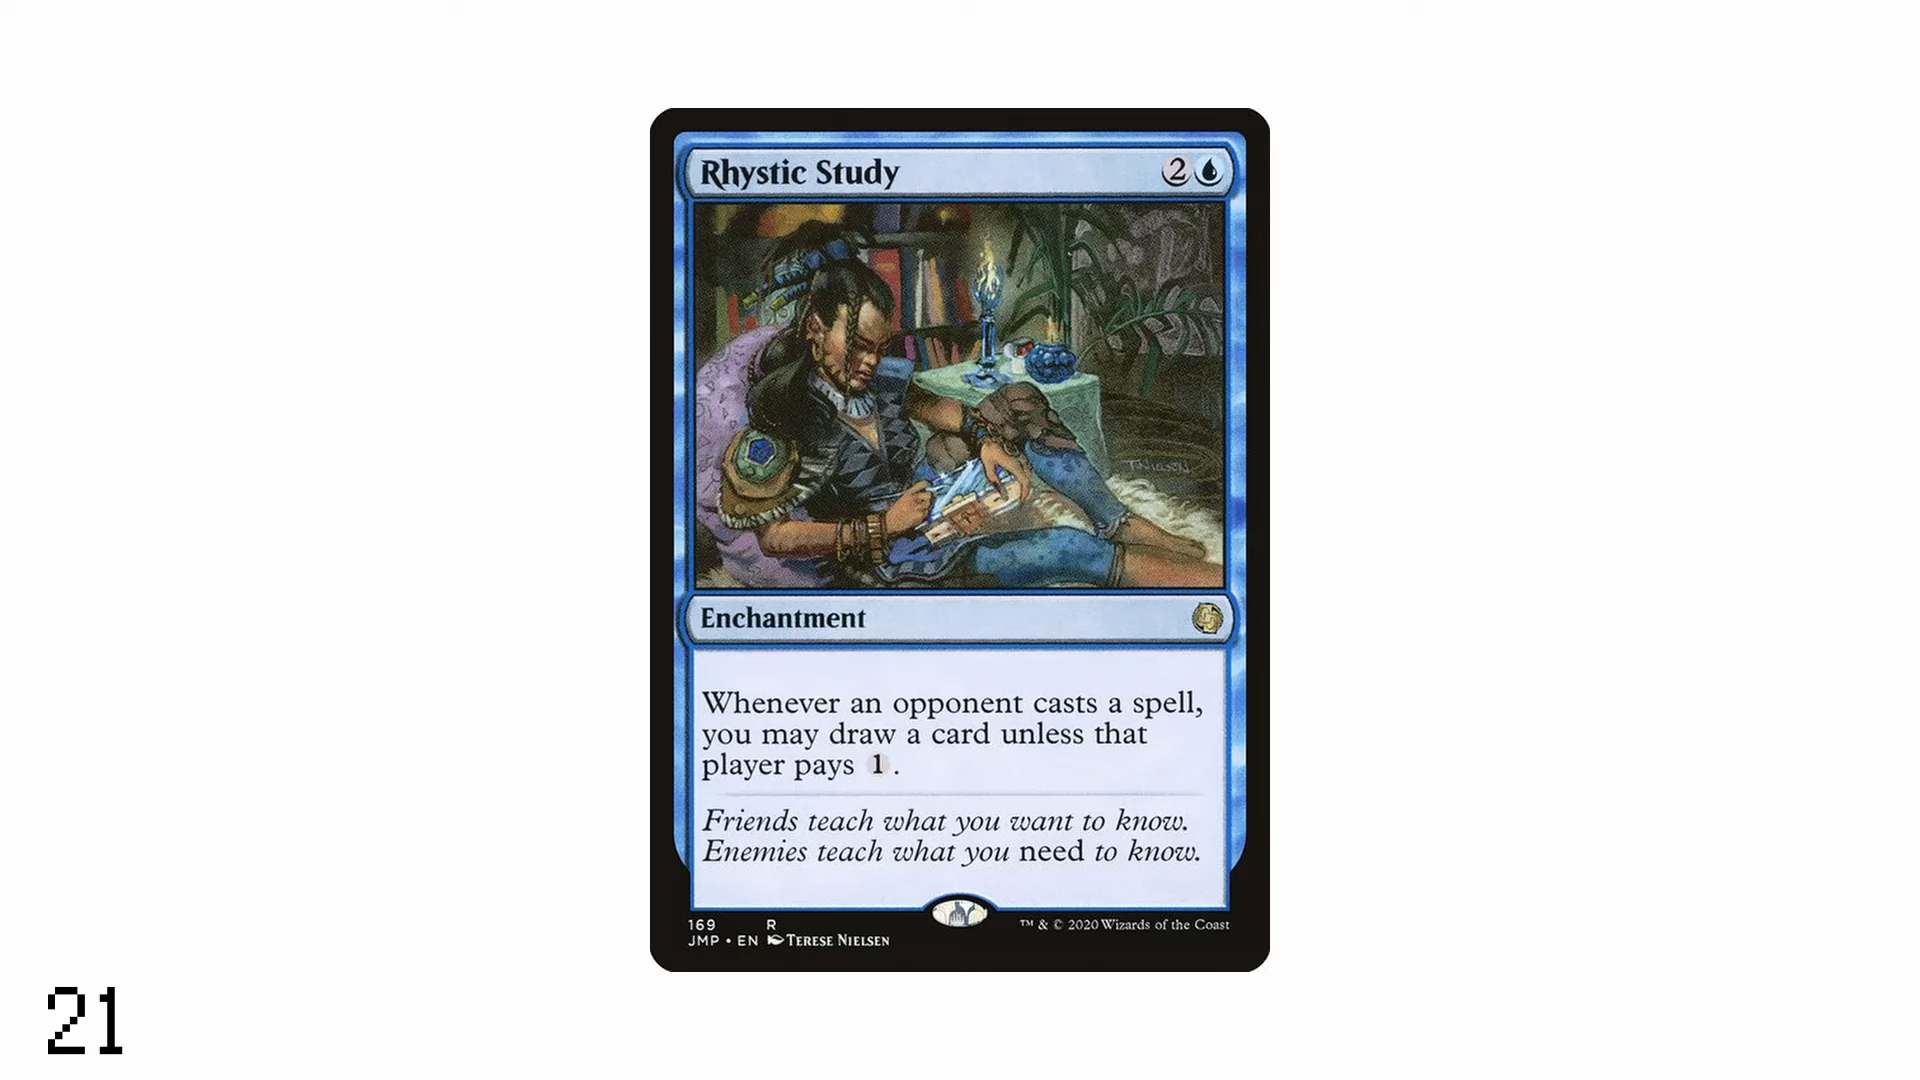 Rhystic Study 2
T. NIELSEN
Enchantment
Whenever an opponent casts a spell,
you may draw a card unless that
player pays 1.
Friends teach what you want to know.
Enemies teach what you need to know.
169 R
JMP • EN TERESE NIELSEN
™ & © 2020 Wizards of the Coast
21